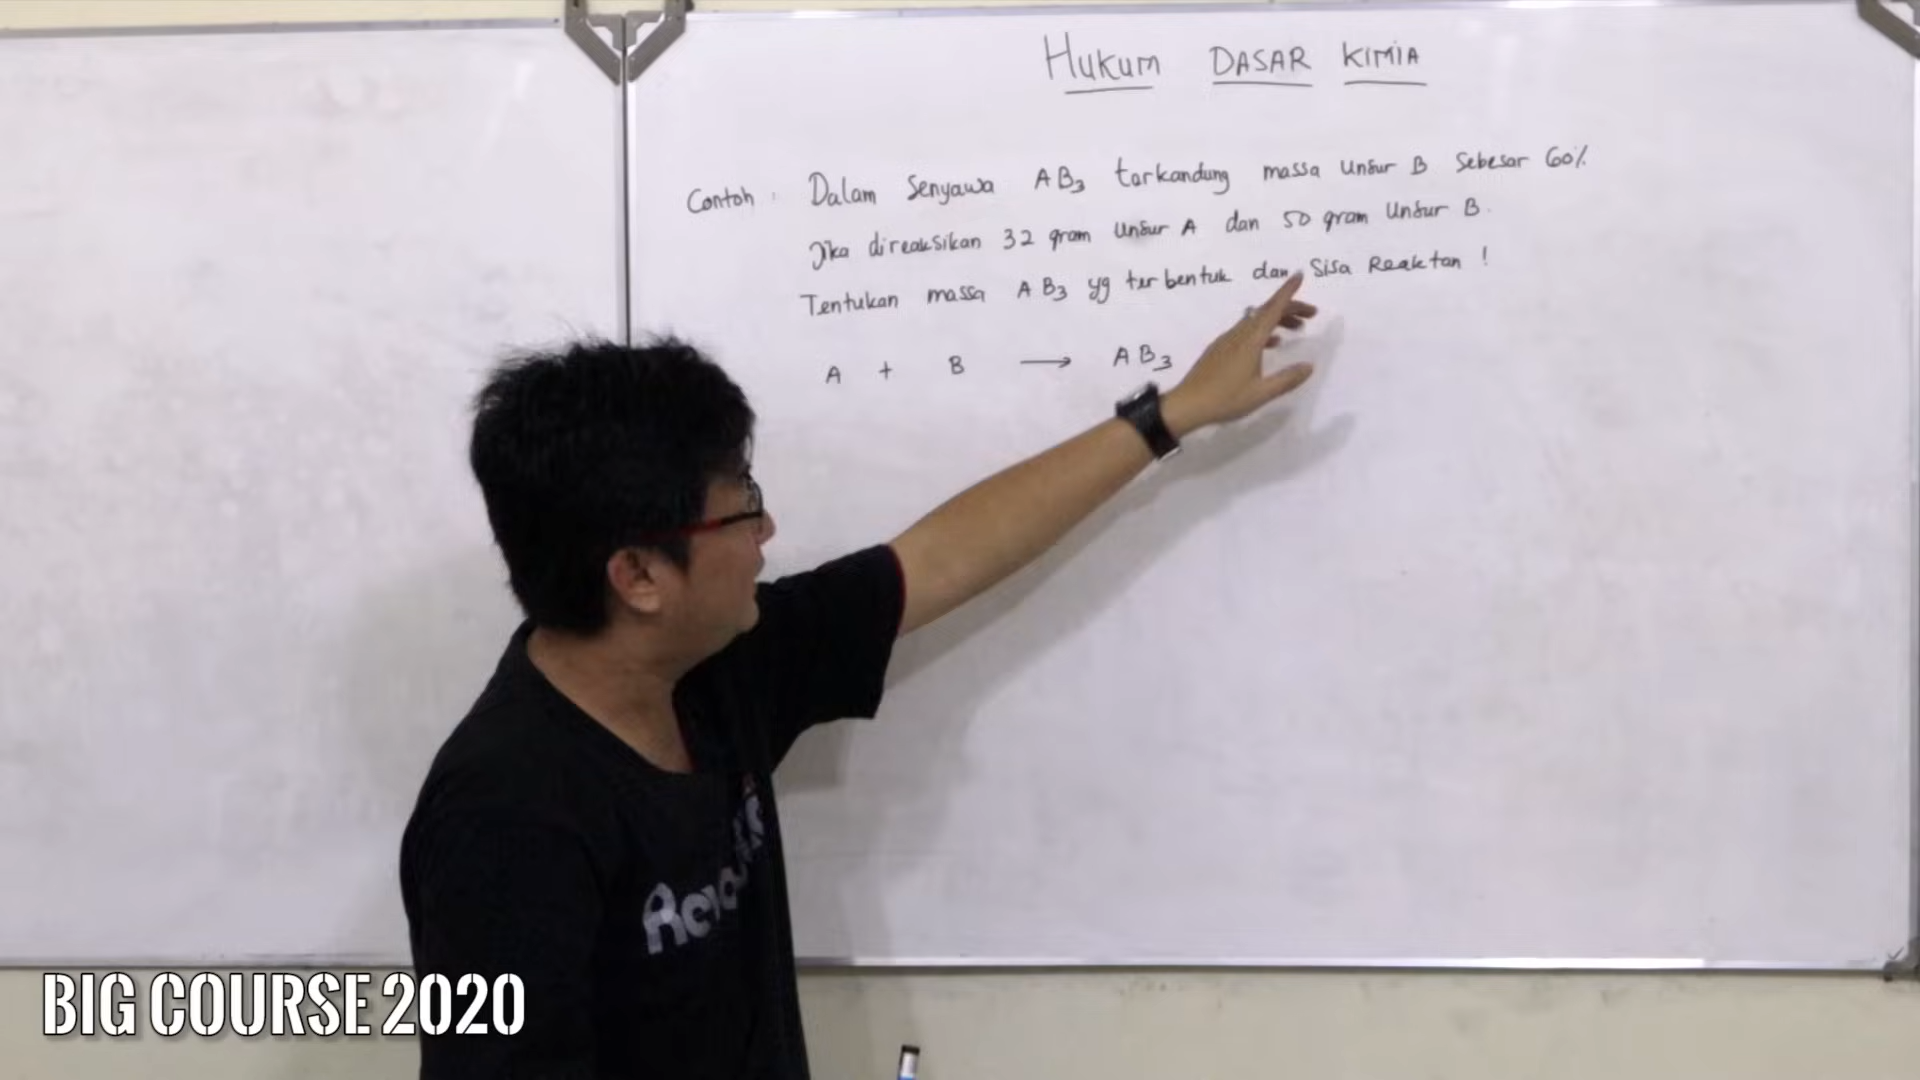 HUKUM DASAR KIMIA
Contoh : Dalam Senyawa AB₃ terkandung massa Unsur B Sebesar 60%
Jika direaksikan 32 gram Unsur A dan 50 gram Unsur B.
Tentukan massa AB₃ yg terbentuk dan Sisa Reaktan !
A + B → AB₃
BIG COURSE 2020